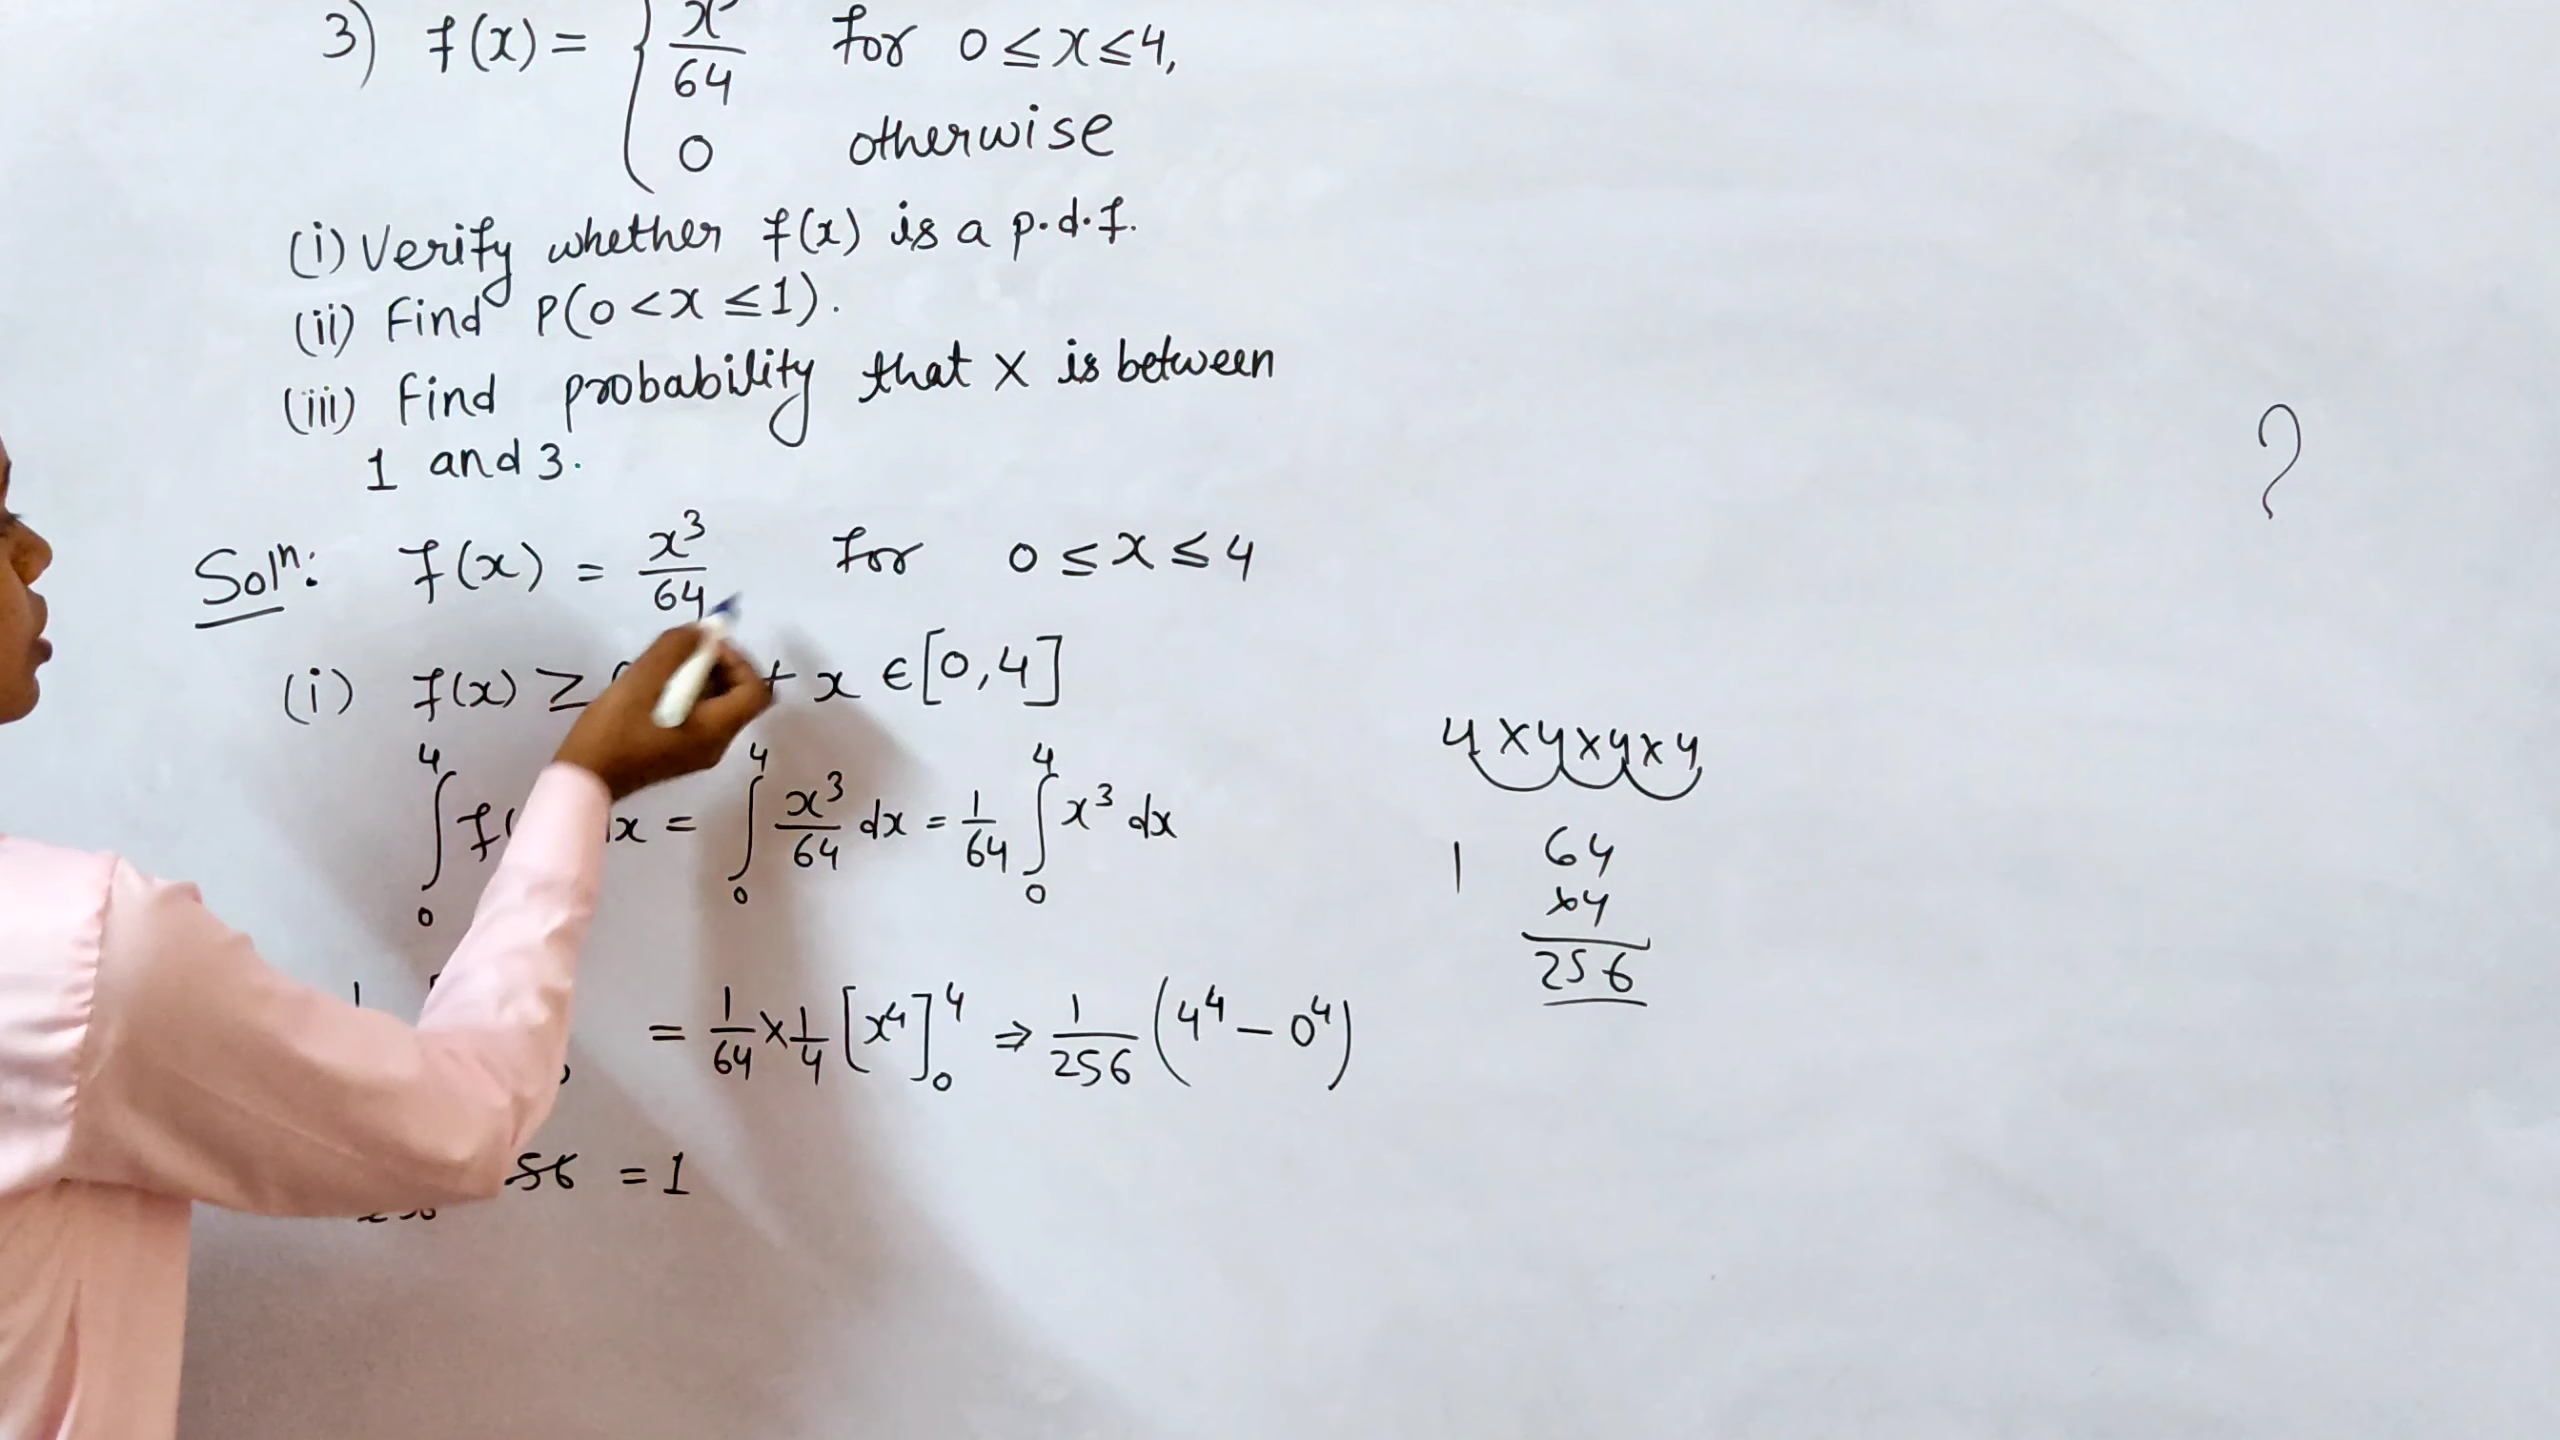 3) f(x) = { x³/64 for 0 ≤ x ≤ 4,
0 otherwise
(i) Verify whether f(x) is a p.d.f.
(ii) Find P(0 < x ≤ 1).
(iii) Find probability that X is between
1 and 3.
Solⁿ: f(x) = x³/64 for 0 ≤ x ≤ 4
(i) f(x) ≥ x ∈ [0,4]
4 × 4 × 4 × 4
∫₀⁴ f( x = ∫₀⁴ x³/64 dx = 1/64 ∫₀⁴ x³ dx
64
×4
256
= 1/64 × 1/4 [x⁴]₀⁴ ⇒ 1/256 (4⁴ − 0⁴)
56 = 1
?